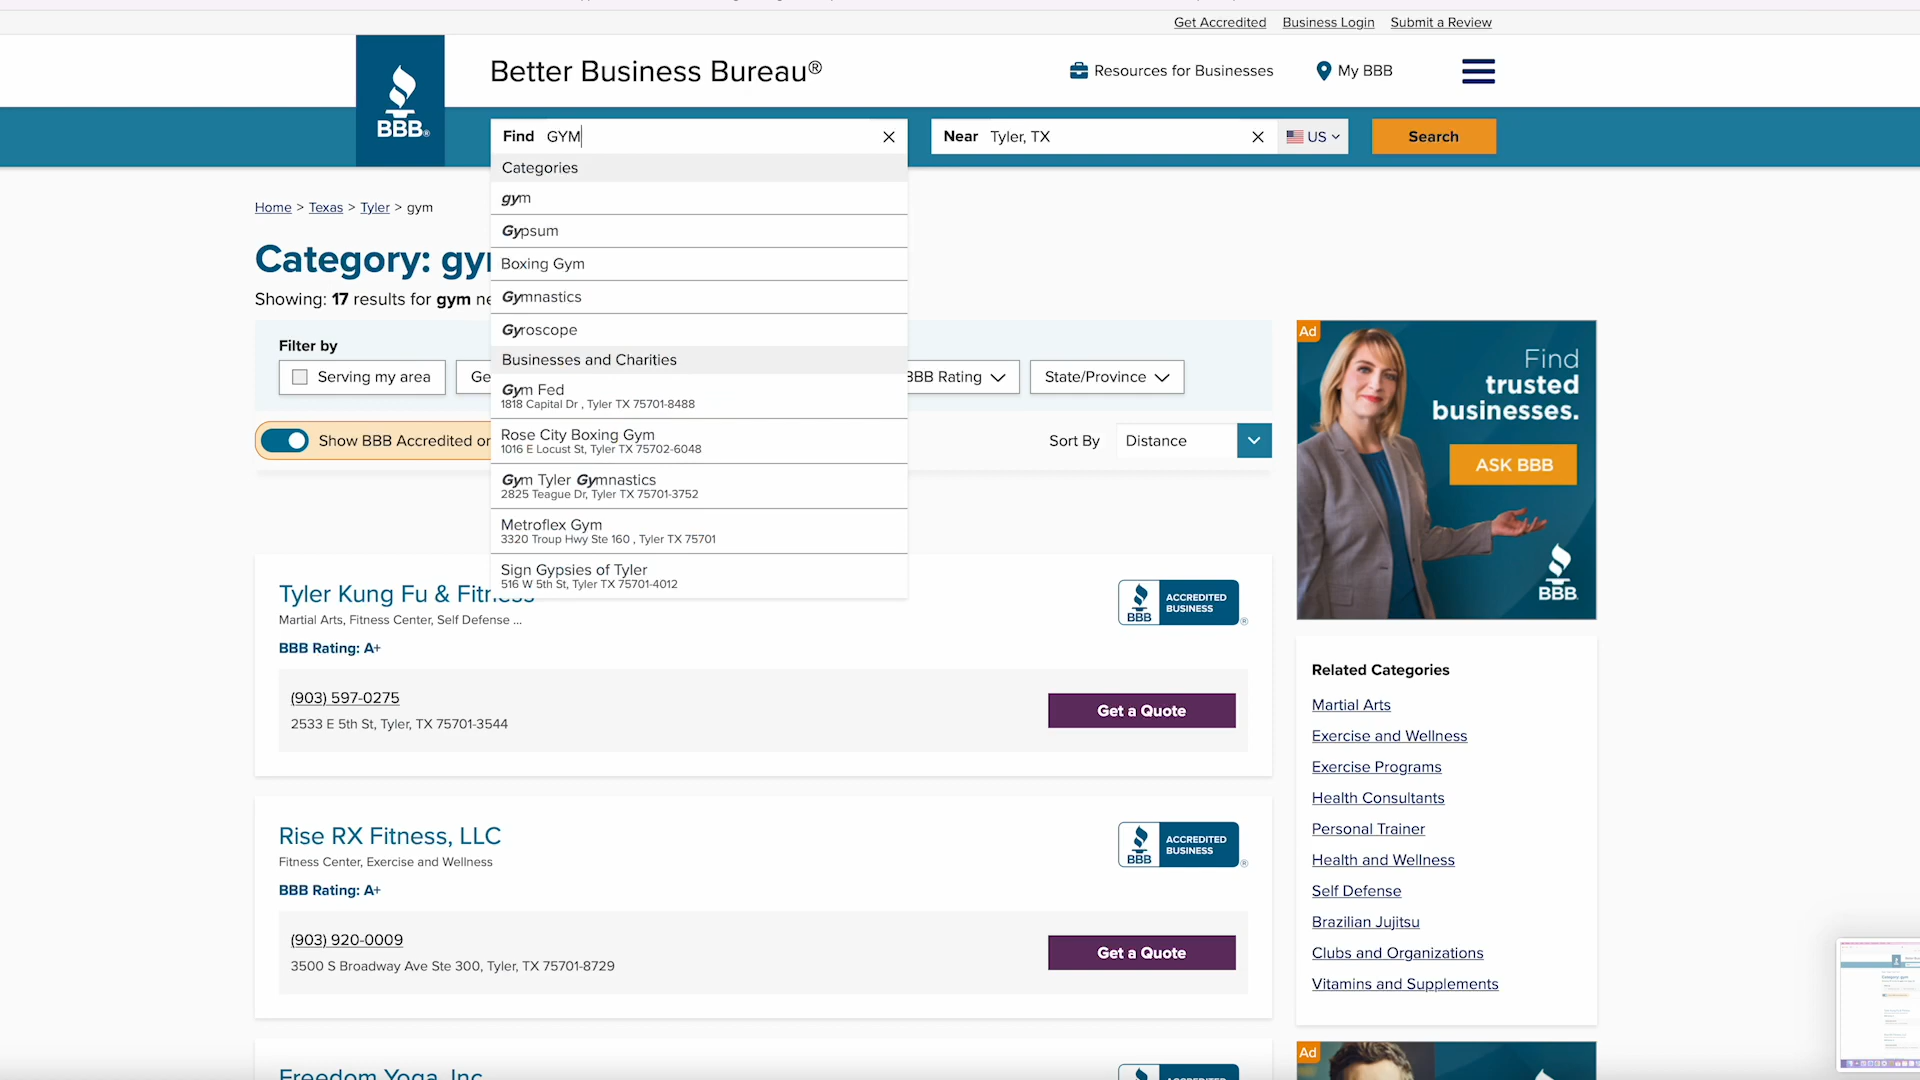 Get Accredited Business Login Submit a Review
BBB®
Better Business Bureau®
Resources for Businesses
My BBB
Find GYM
Near Tyler, TX
US
Search
Categories
gym
Gypsum
Boxing Gym
Gymnastics
Gyroscope
Businesses and Charities
Gym Fed
1818 Capital Dr , Tyler TX 75701-8488
Rose City Boxing Gym
1016 E Locust St, Tyler TX 75702-6048
Gym Tyler Gymnastics
2825 Teague Dr, Tyler TX 75701-3752
Metroflex Gym
3320 Troup Hwy Ste 160 , Tyler TX 75701
Sign Gypsies of Tyler
516 W 5th St, Tyler TX 75701-4012
Home > Texas > Tyler > gym
Category: gy
Showing: 17 results for gym ne
Filter by
Serving my area
Ge
BBB Rating
State/Province
Show BBB Accredited or
Sort By Distance
Tyler Kung Fu & Fitness
Martial Arts, Fitness Center, Self Defense ...
BBB Rating: A+
BBB ACCREDITED BUSINESS ®
(903) 597-0275
2533 E 5th St, Tyler, TX 75701-3544
Get a Quote
Rise RX Fitness, LLC
Fitness Center, Exercise and Wellness
BBB Rating: A+
BBB ACCREDITED BUSINESS ®
(903) 920-0009
3500 S Broadway Ave Ste 300, Tyler, TX 75701-8729
Get a Quote
Freedom Yoga, Inc
ACCREDITED
Ad
Find
trusted
businesses.
ASK BBB
BBB
Related Categories
Martial Arts
Exercise and Wellness
Exercise Programs
Health Consultants
Personal Trainer
Health and Wellness
Self Defense
Brazilian Jujitsu
Clubs and Organizations
Vitamins and Supplements
Ad